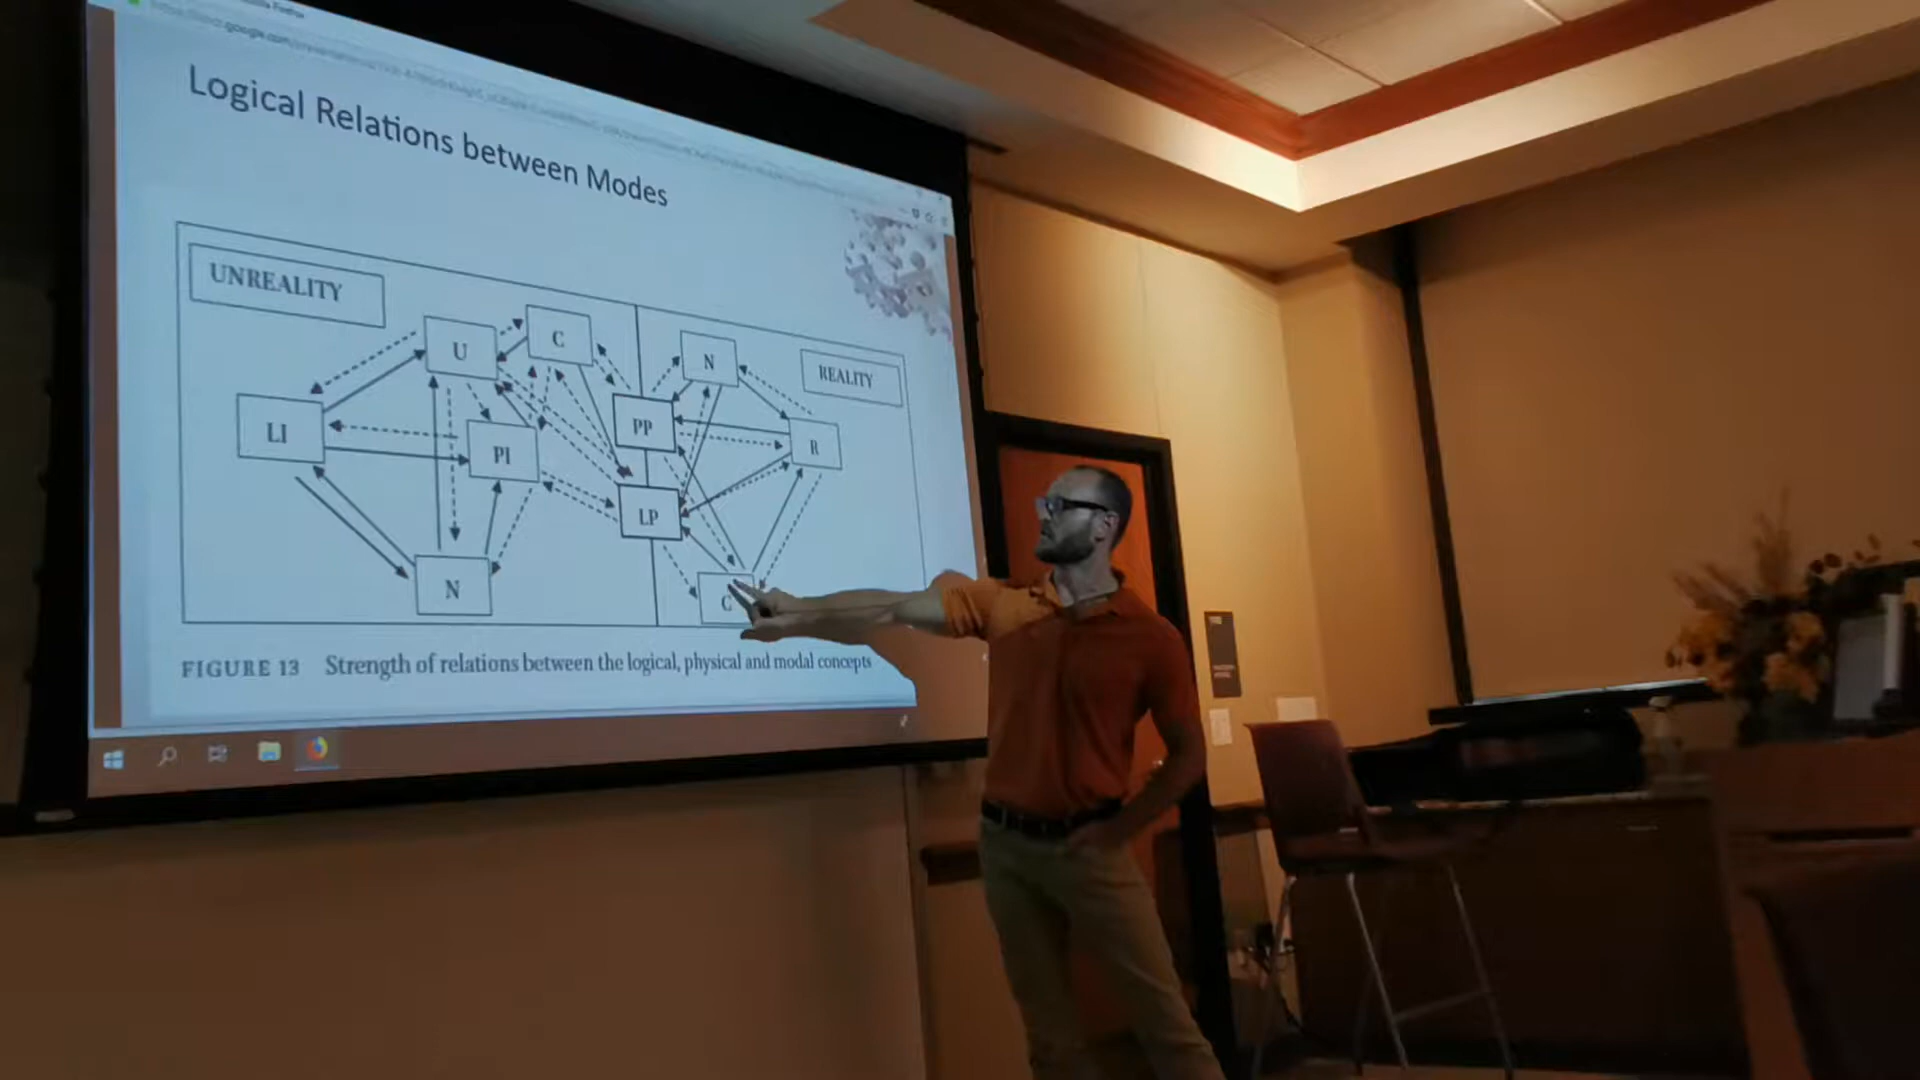 Logical Relations between Modes
UNREALITY
REALITY
U
C
N
LI
PI
PP
R
LP
N
C
FIGURE 13 Strength of relations between the logical, physical and modal concepts